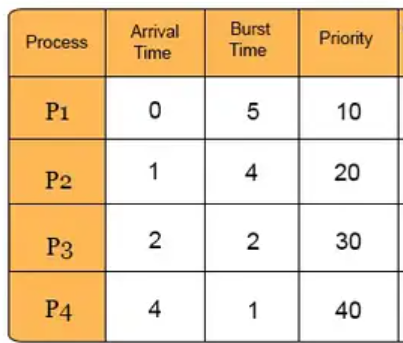 Process Arrival Time Burst Time Priority
P1 0 5 10
P2 1 4 20
P3 2 2 30
P4 4 1 40